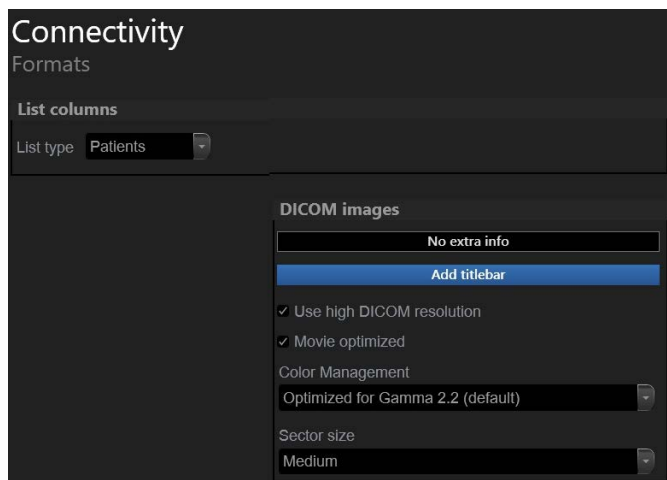 Connectivity
Formats
List columns
List type Patients
DICOM images
No extra info
Add titlebar
Use high DICOM resolution
Movie optimized
Color Management
Optimized for Gamma 2.2 (default)
Sector size
Medium